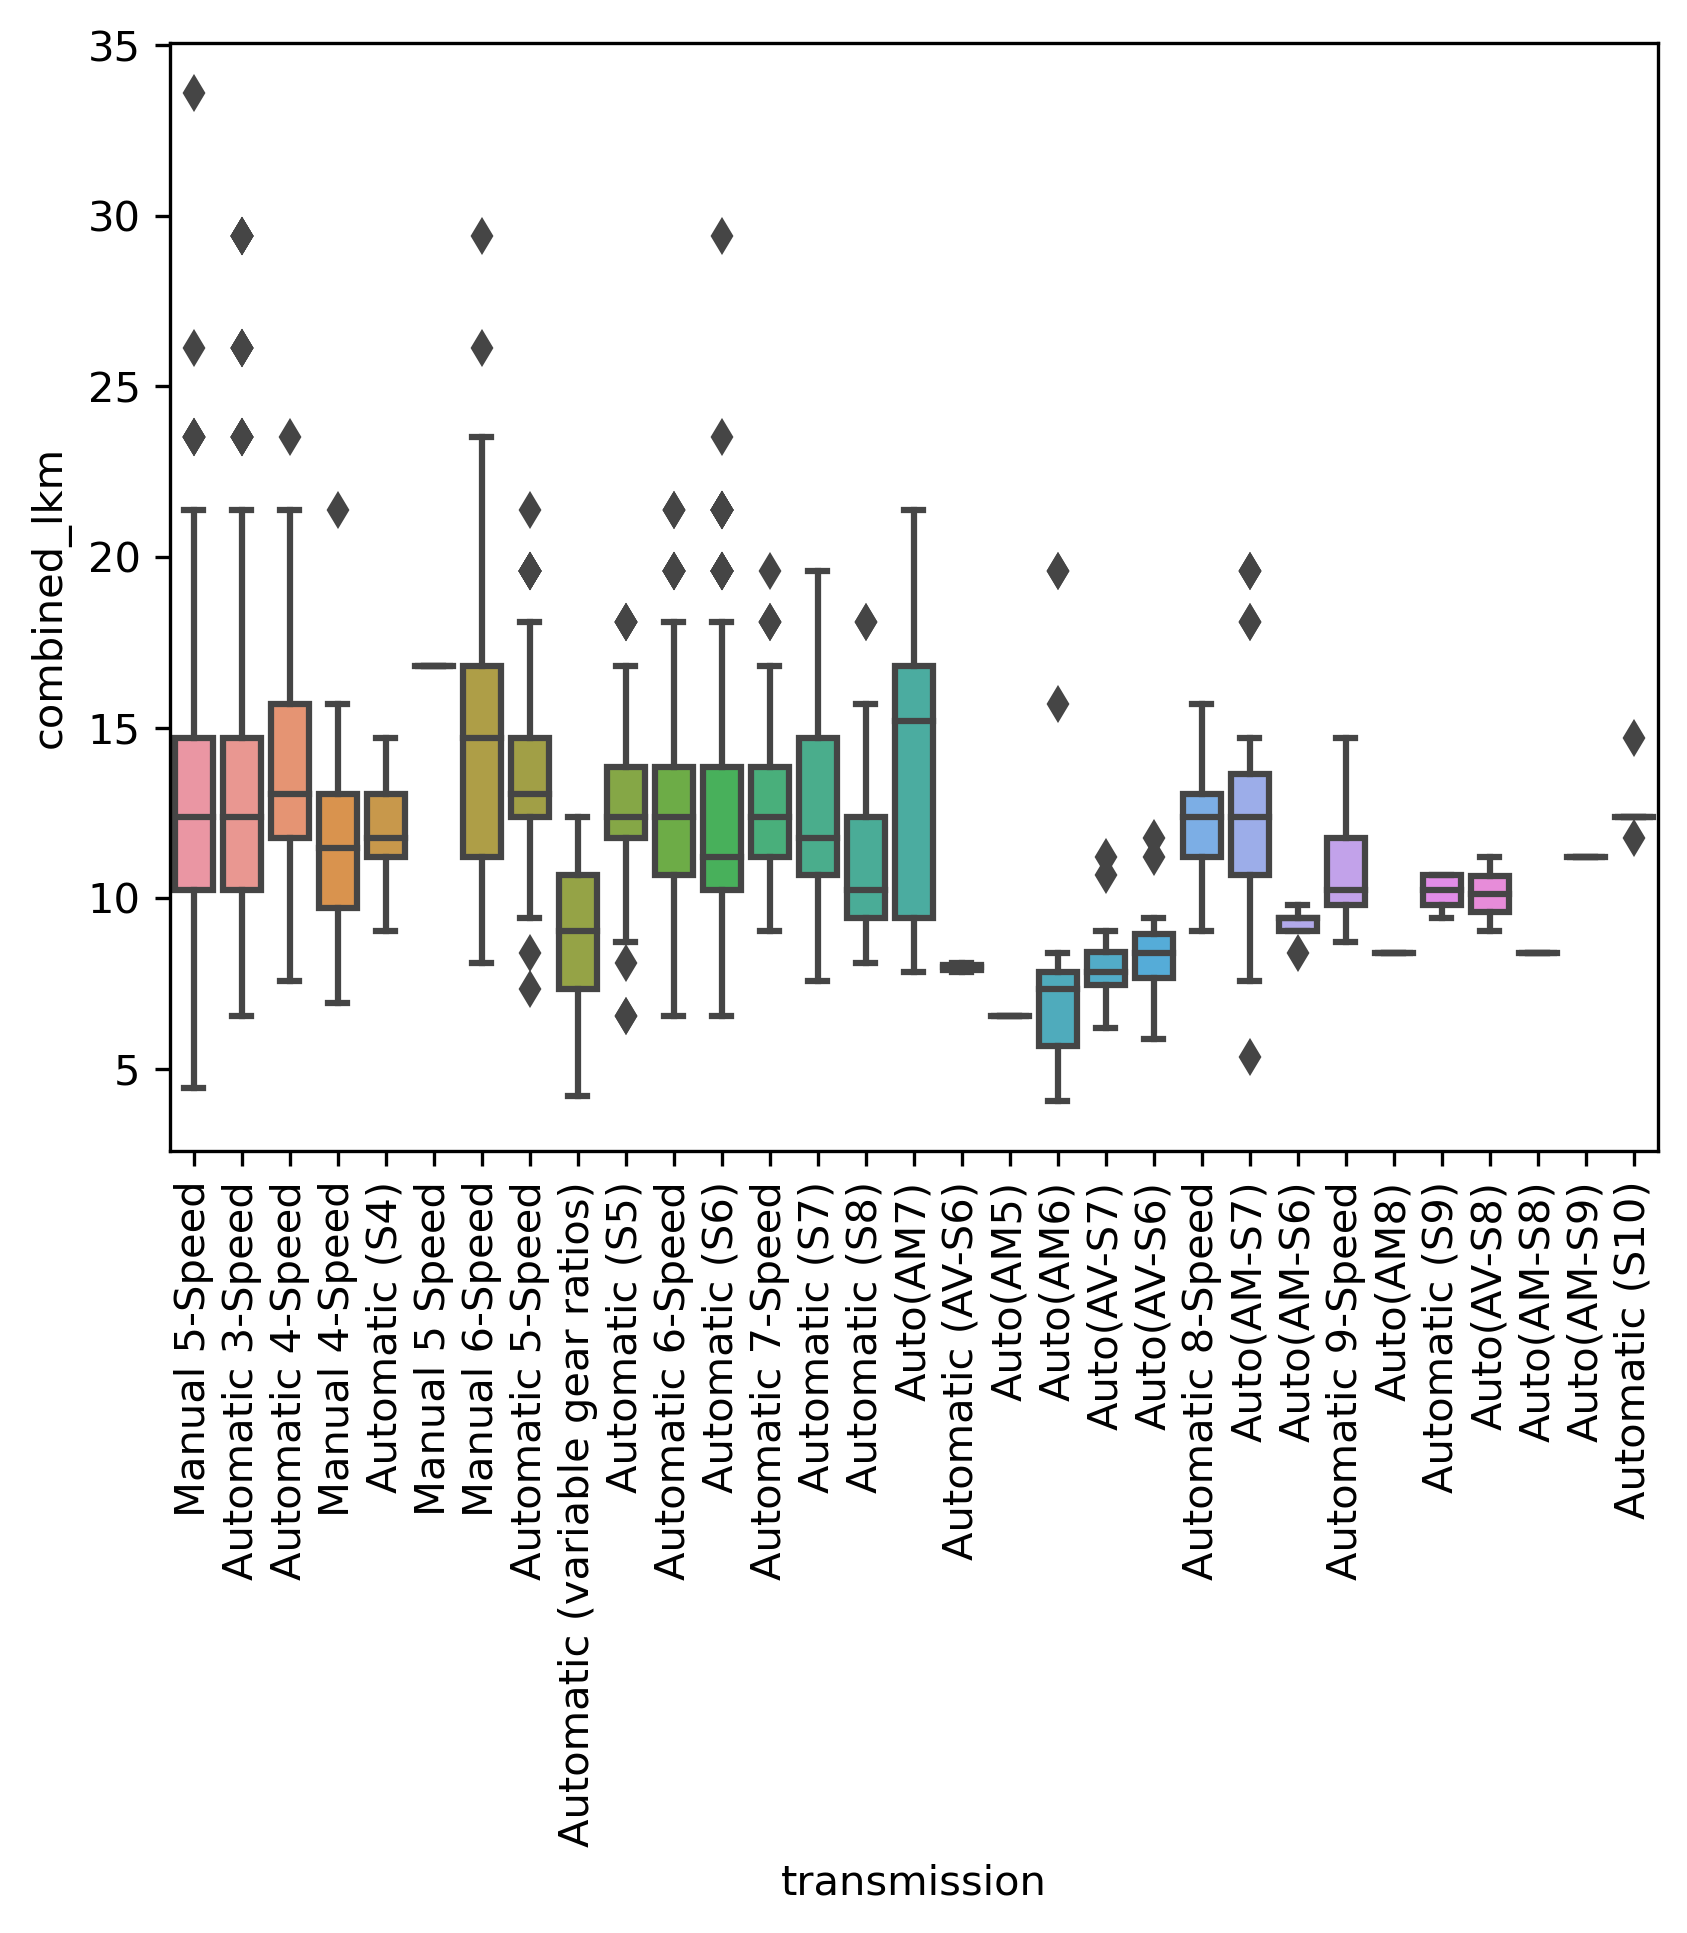 35
30
25
20
15
10
5
combined_lkm
Manual 5-Speed
Automatic 3-Speed
Automatic 4-Speed
Manual 4-Speed
Automatic (S4)
Manual 5 Speed
Manual 6-Speed
Automatic 5-Speed
Automatic (variable gear ratios)
Automatic (S5)
Automatic 6-Speed
Automatic (S6)
Automatic 7-Speed
Automatic (S7)
Automatic (S8)
Auto(AM7)
Automatic (AV-S6)
Auto(AM5)
Auto(AM6)
Auto(AV-S7)
Auto(AV-S6)
Automatic 8-Speed
Auto(AM-S7)
Auto(AM-S6)
Automatic 9-Speed
Auto(AM8)
Automatic (S9)
Auto(AV-S8)
Auto(AM-S8)
Auto(AM-S9)
Automatic (S10)
transmission